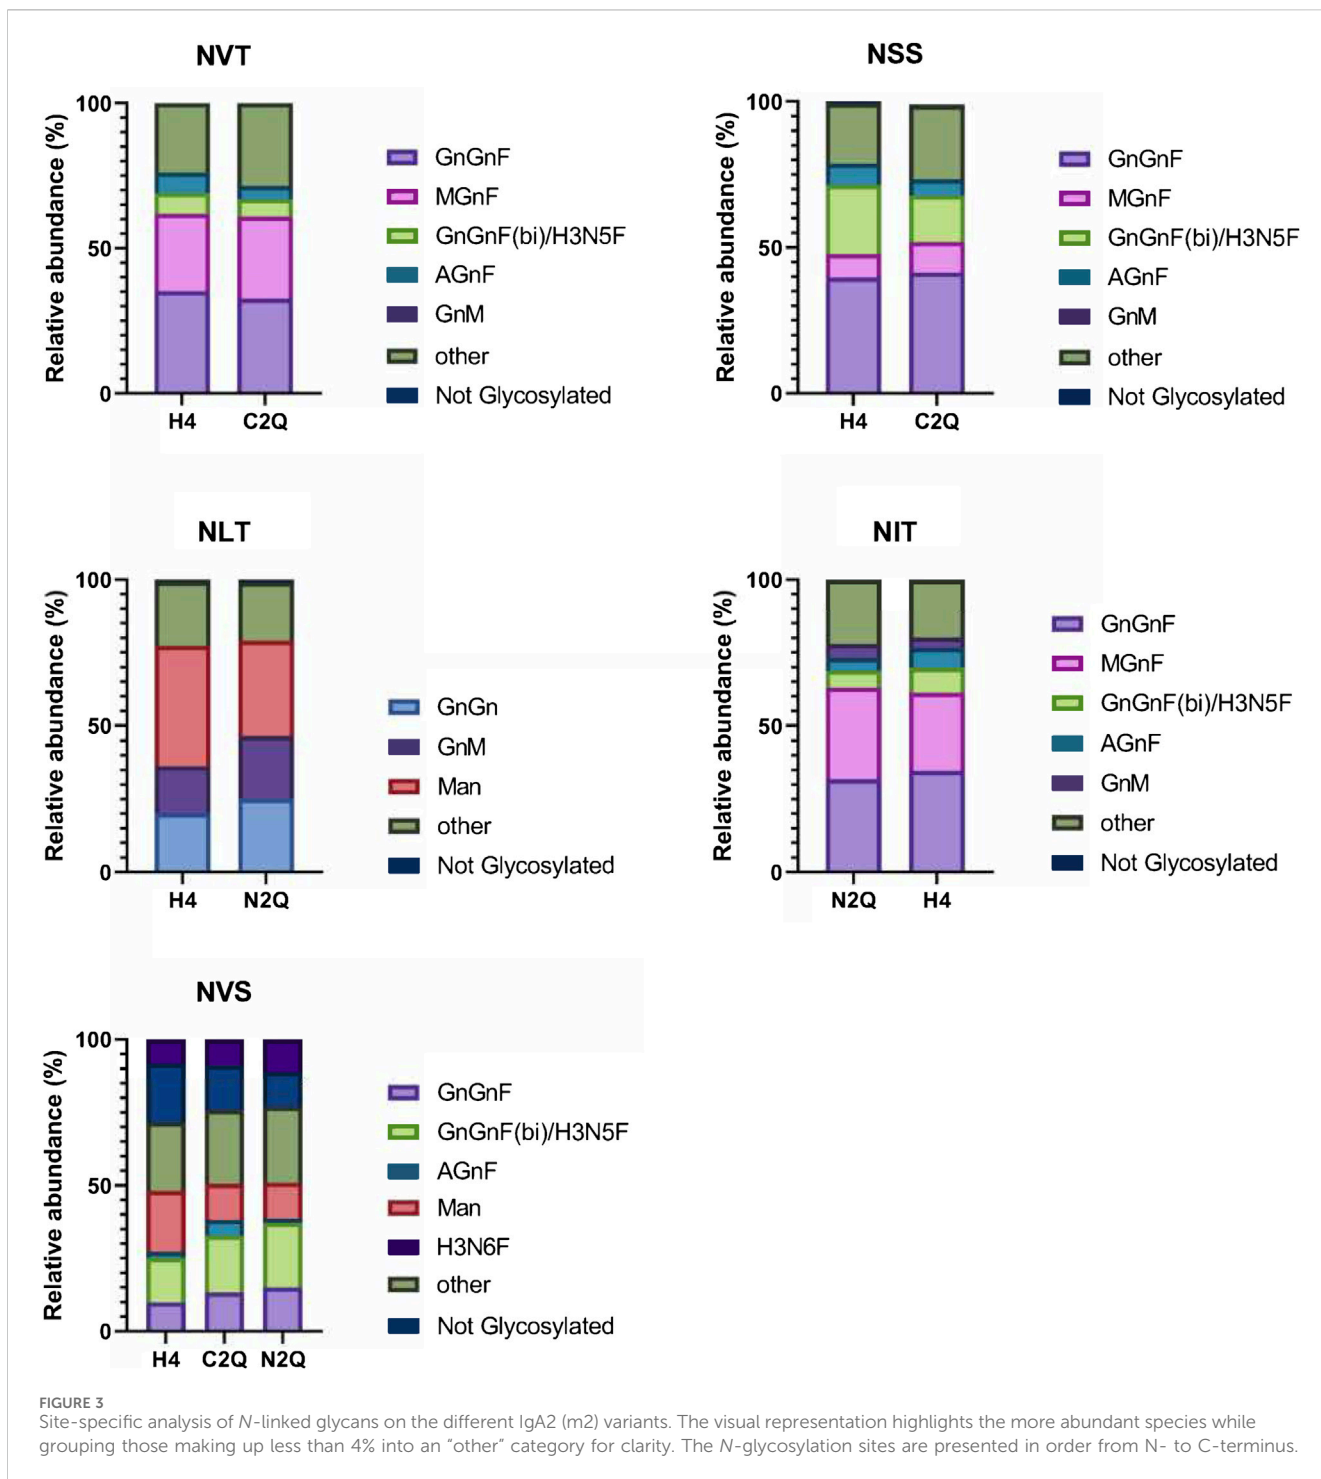 NVT
Relative abundance (%)
100
50
0
H4
C2Q
GnGnF
MGnF
GnGnF(bi)/H3N5F
AGnF
GnM
other
Not Glycosylated
NSS
Relative abundance (%)
100
50
0
H4
C2Q
GnGnF
MGnF
GnGnF(bi)/H3N5F
AGnF
GnM
other
Not Glycosylated
NLT
Relative abundance (%)
100
50
0
H4
N2Q
GnGn
GnM
Man
other
Not Glycosylated
NIT
Relative abundance (%)
100
50
0
N2Q
H4
GnGnF
MGnF
GnGnF(bi)/H3N5F
AGnF
GnM
other
Not Glycosylated
NVS
Relative abundance (%)
100
50
0
H4
C2Q
N2Q
GnGnF
GnGnF(bi)/H3N5F
AGnF
Man
H3N6F
other
Not Glycosylated
FIGURE 3
Site-specific analysis of N-linked glycans on the different IgA2 (m2) variants. The visual representation highlights the more abundant species while
grouping those making up less than 4% into an “other” category for clarity. The N-glycosylation sites are presented in order from N- to C-terminus.